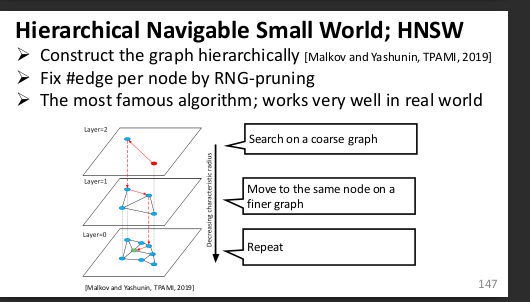 Hierarchical Navigable Small World; HNSW
➢ Construct the graph hierarchically [Malkov and Yashunin, TPAMI, 2019]
➢ Fix #edge per node by RNG-pruning
➢ The most famous algorithm; works very well in real world
Layer=2
Search on a coarse graph
Decreasing characteristic radius
Layer=1
Move to the same node on a
finer graph
Layer=0
Repeat
[Malkov and Yashunin, TPAMI, 2019]
147